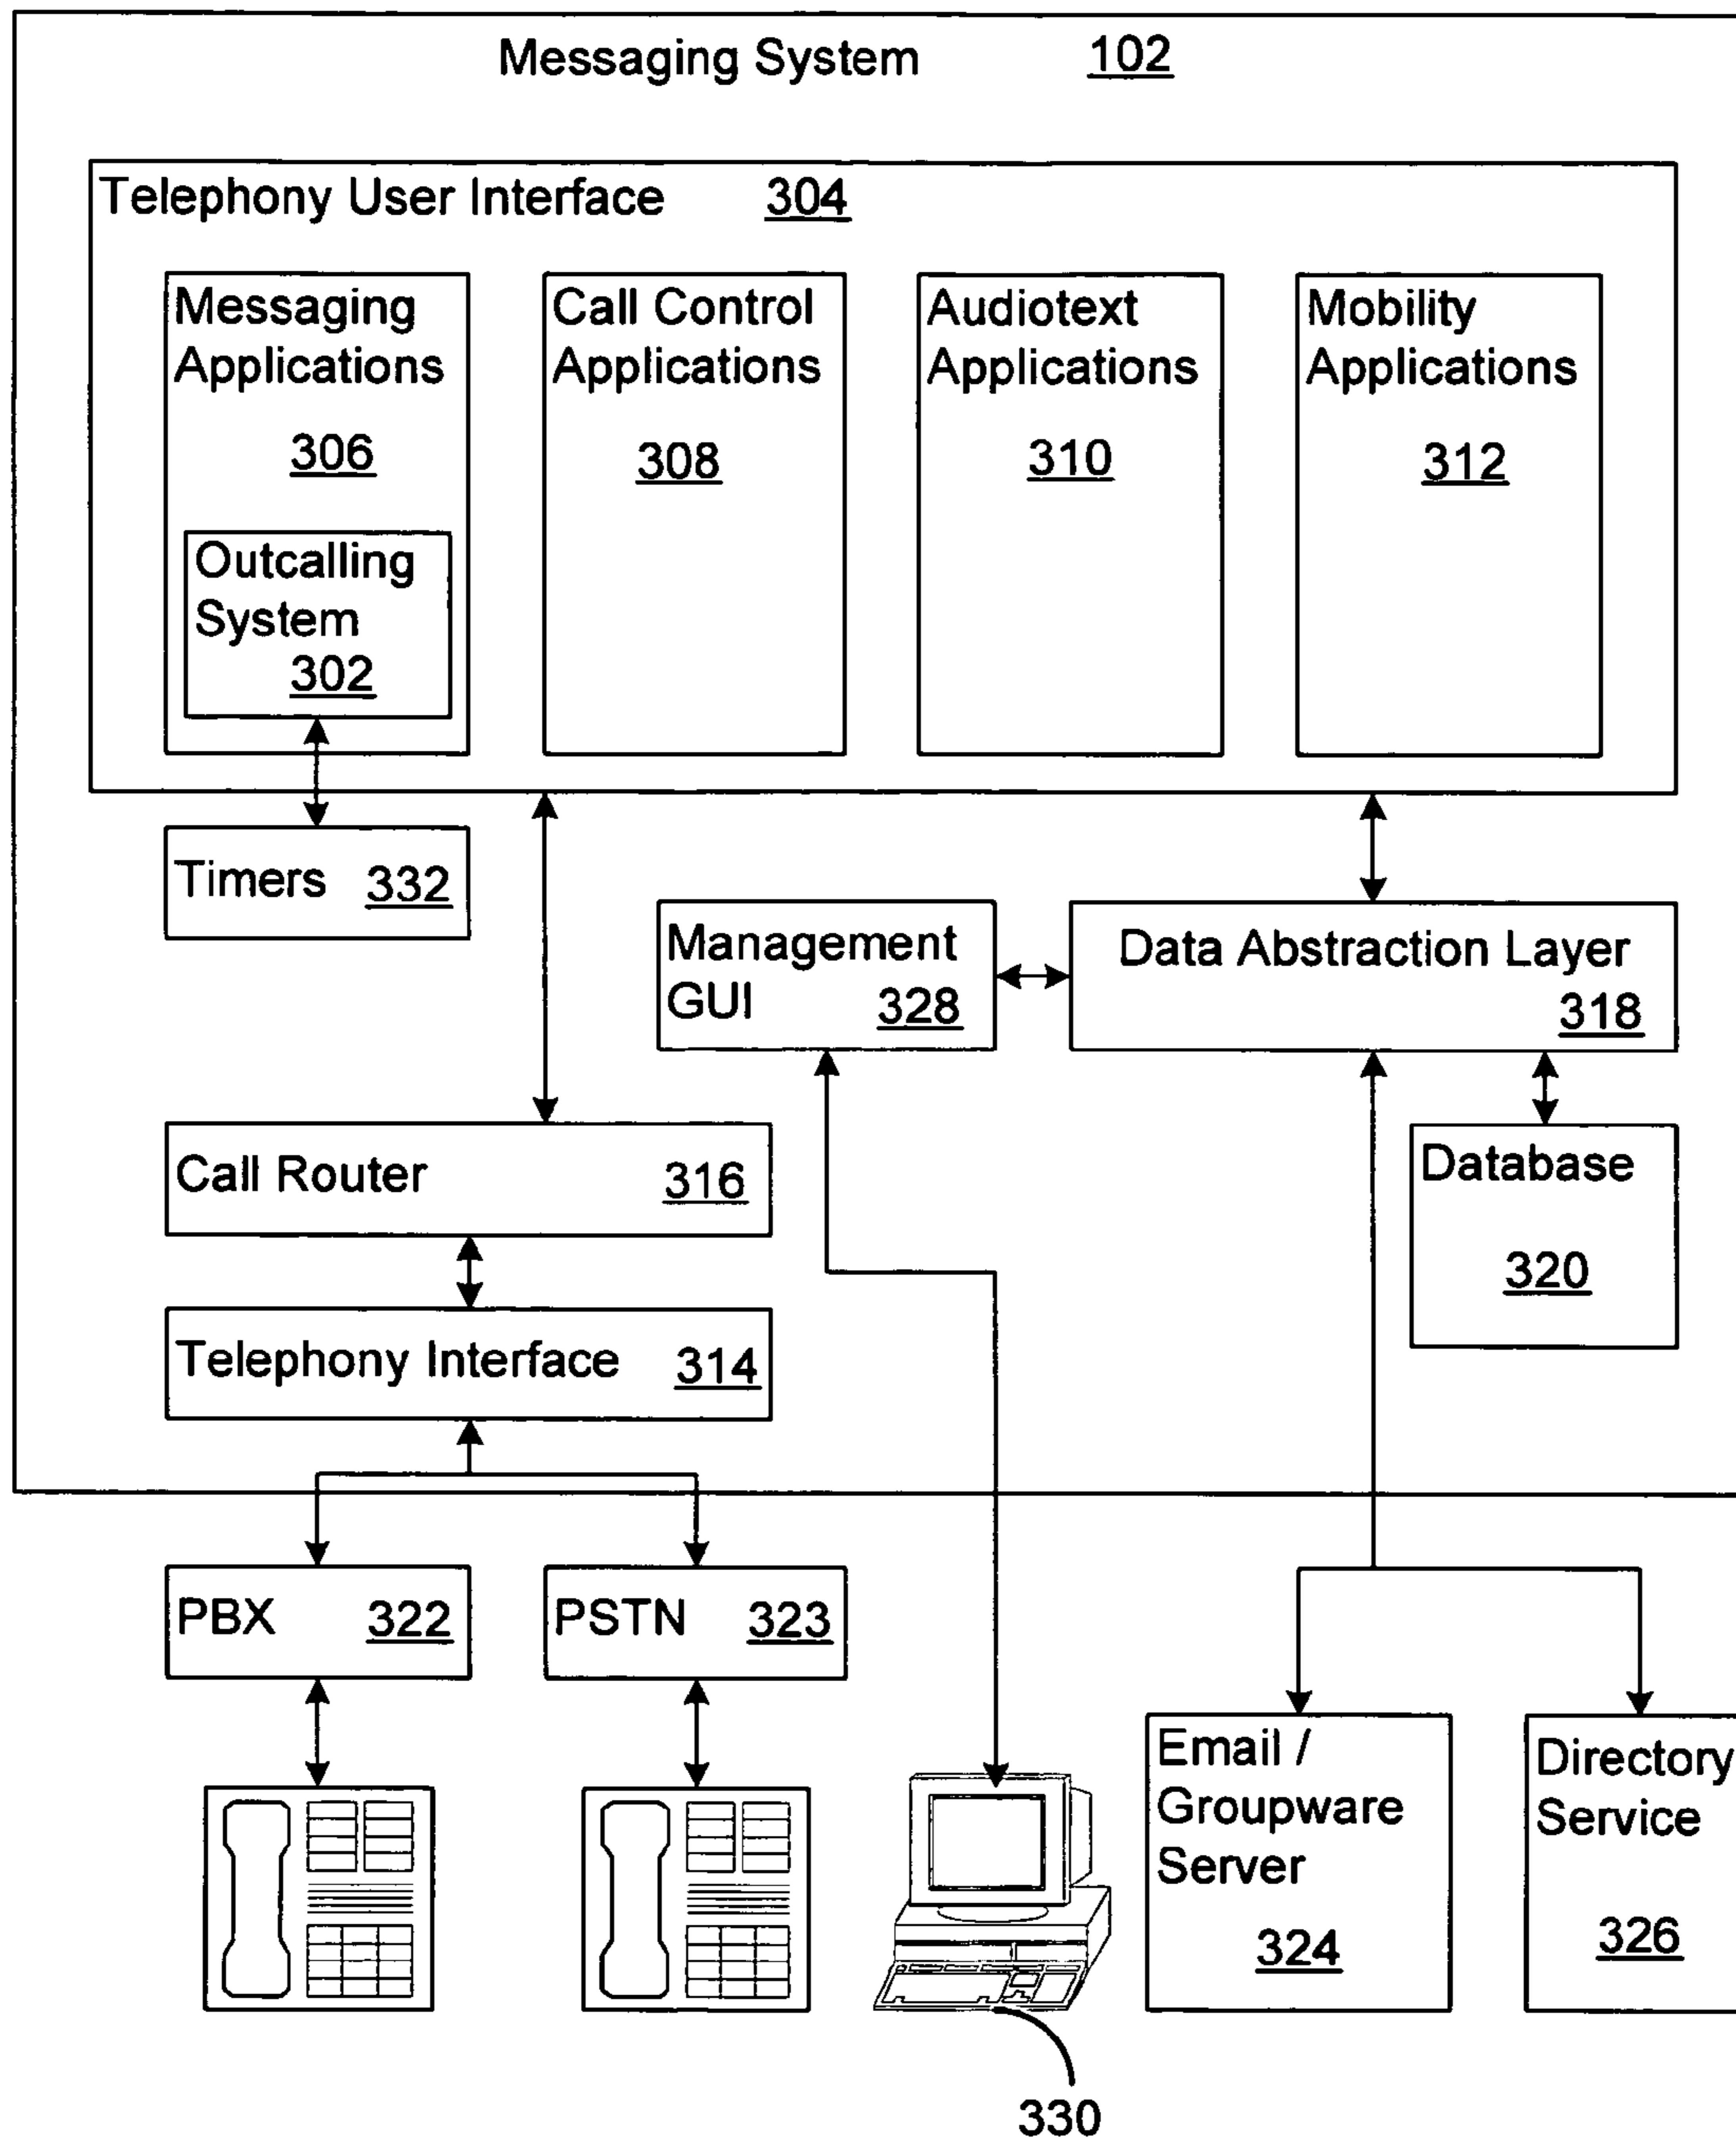 Messaging System 102
Telephony User Interface 304
Messaging
Applications
306
Outcalling
System
302
Call Control
Applications
308
Audiotext
Applications
310
Mobility
Applications
312
Timers 332
Management
GUI 328
Data Abstraction Layer
318
Call Router 316
Database
320
Telephony Interface 314
PBX 322
PSTN 323
Email /
Groupware
Server
324
Directory
Service
326
330